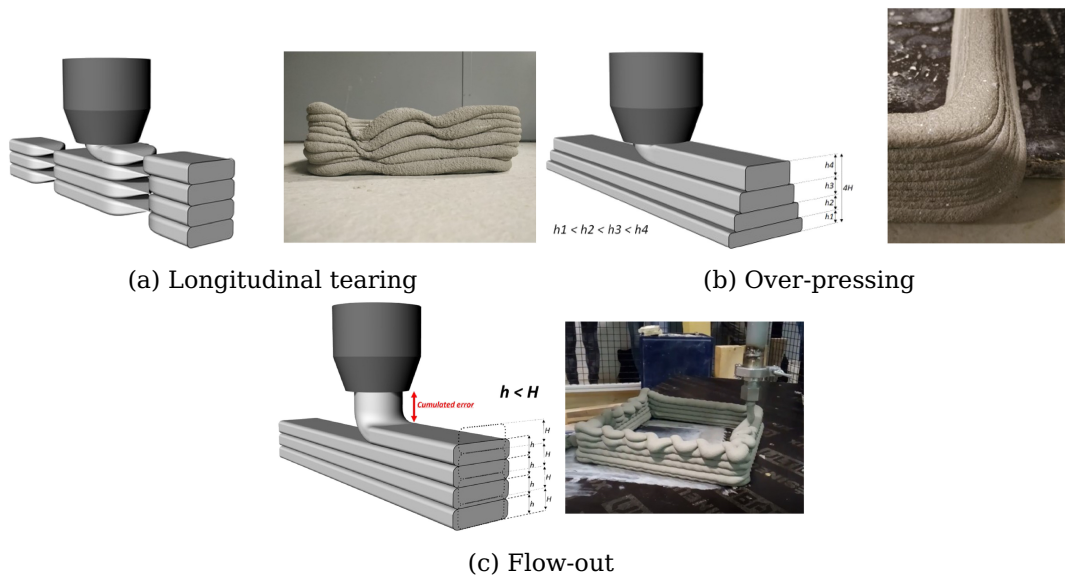 h4
h3
h2
h1
4H
h1 < h2 < h3 < h4
(a) Longitudinal tearing
(b) Over-pressing
Cumulated error
h < H
H
h
H
h
H
h
H
h
(c) Flow-out